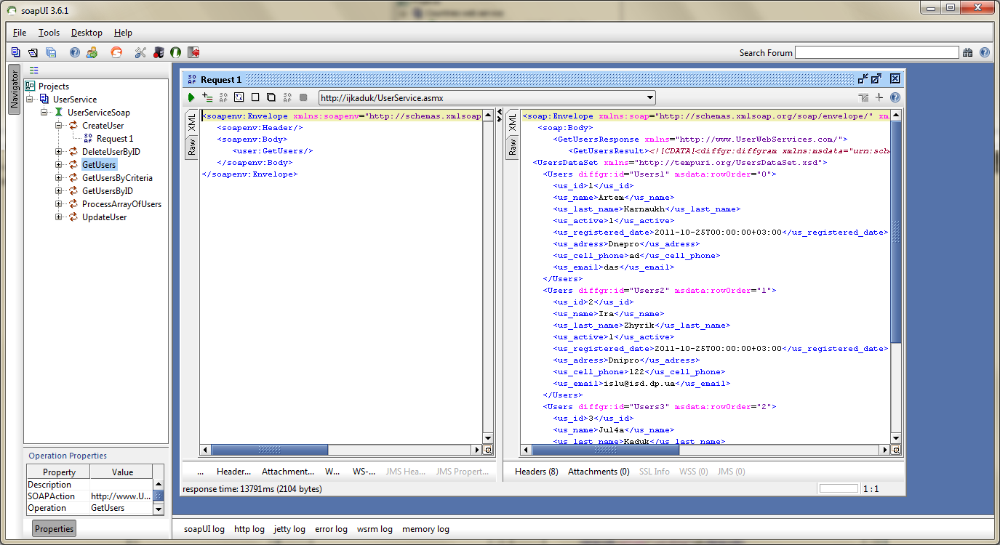 soapUI 3.6.1
File Tools Desktop Help
Search Forum
Navigator
Projects
UserService
UserServiceSoap
CreateUser
Request 1
DeleteUserByID
GetUsers
GetUsersByCriteria
GetUsersByID
ProcessArrayOfUsers
UpdateUser
Operation Properties
Property Value
Description
SOAPAction http://www.U...
Operation GetUsers
Properties
Request 1
http://ijkaduk/UserService.asmx
XML
Raw
<soapenv:Envelope xmlns:soapenv="http://schemas.xmlsoap
<soapenv:Header/>
<soapenv:Body>
<user:GetUsers/>
</soapenv:Body>
</soapenv:Envelope>
... Header... Attachment... W... WS-... JMS Hea... JMS Propert...
XML
Raw
<soap:Envelope xmlns:soap="http://schemas.xmlsoap.org/soap/envelope/" xm
<soap:Body>
<GetUsersResponse xmlns="http://www.UserWebServices.com/">
<GetUsersResult><![CDATA[<diffgr:diffgram xmlns:msdata="urn:sch
<UsersDataSet xmlns="http://tempuri.org/UsersDataSet.xsd">
<Users diffgr:id="Users1" msdata:rowOrder="0">
<us_id>1</us_id>
<us_name>Artem</us_name>
<us_last_name>Karnaukh</us_last_name>
<us_active>1</us_active>
<us_registered_date>2011-10-25T00:00:00+03:00</us_registered_date>
<us_adress>Dnepro</us_adress>
<us_cell_phone>ad</us_cell_phone>
<us_email>das</us_email>
</Users>
<Users diffgr:id="Users2" msdata:rowOrder="1">
<us_id>2</us_id>
<us_name>Ira</us_name>
<us_last_name>Zhyrik</us_last_name>
<us_active>1</us_active>
<us_registered_date>2011-10-25T00:00:00+03:00</us_registered_date>
<us_adress>Dnipro</us_adress>
<us_cell_phone>122</us_cell_phone>
<us_email>islu@isd.dp.ua</us_email>
</Users>
<Users diffgr:id="Users3" msdata:rowOrder="2">
<us_id>3</us_id>
<us_name>Jul4a</us_name>
<us_last_name>Kaduk</us_last_name>
Headers (8) Attachments (0) SSL Info WSS (0) JMS (0)
response time: 13791ms (2104 bytes)
1 : 1
soapUI log http log jetty log error log wsrm log memory log